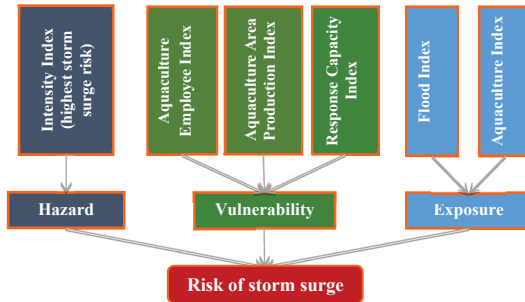 Intensity Index
(highest storm
surge risk)
Aquaculture
Employee Index
Aquaculture Area
Production Index
Response Capacity
Index
Flood Index
Aquaculture Index
Hazard
Vulnerability
Exposure
Risk of storm surge